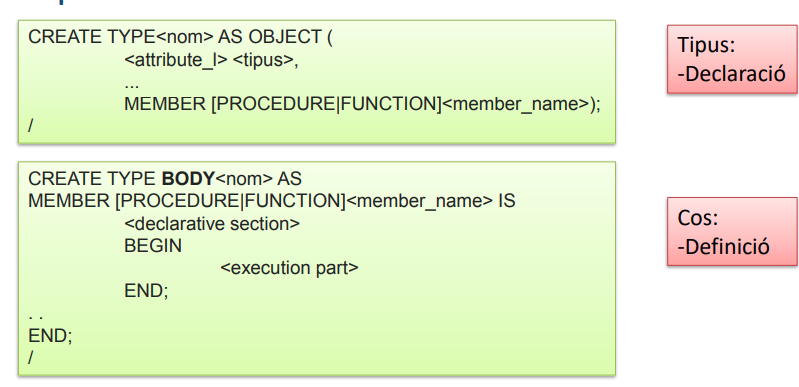 CREATE TYPE<nom> AS OBJECT (
<attribute_l> <tipus>,
...
MEMBER [PROCEDURE|FUNCTION]<member_name>);
/
Tipus:
-Declaració
CREATE TYPE BODY<nom> AS
MEMBER [PROCEDURE|FUNCTION]<member_name> IS
<declarative section>
BEGIN
<execution part>
END;
. .
END;
/
Cos:
-Definició